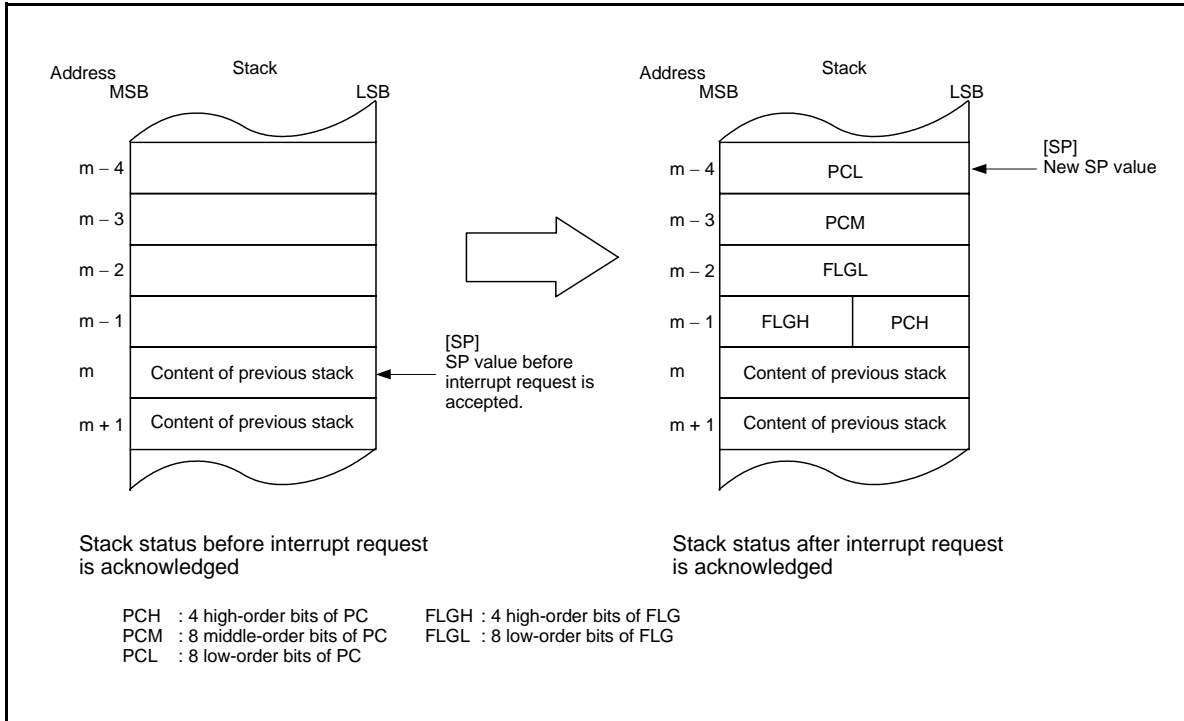 Address
MSB
Stack
LSB
m – 4
m – 3
m – 2
m – 1
m
Content of previous stack
m + 1
Content of previous stack
[SP]
SP value before
interrupt request is
accepted.
Stack status before interrupt request
is acknowledged
Address
MSB
Stack
LSB
m – 4
PCL
[SP]
New SP value
m – 3
PCM
m – 2
FLGL
m – 1
FLGH
PCH
m
Content of previous stack
m + 1
Content of previous stack
Stack status after interrupt request
is acknowledged
PCH : 4 high-order bits of PC
PCM : 8 middle-order bits of PC
PCL : 8 low-order bits of PC
FLGH : 4 high-order bits of FLG
FLGL : 8 low-order bits of FLG